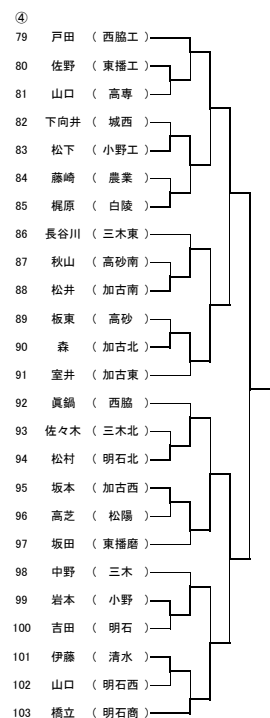 ④
79 戸田 （ 西脇工 ）
80 佐野 （ 東播工 ）
81 山口 （ 高専 ）
82 下向井 （ 城西 ）
83 松下 （ 小野工 ）
84 藤崎 （ 農業 ）
85 梶原 （ 白陵 ）
86 長谷川 （ 三木東 ）
87 秋山 （ 高砂南 ）
88 松井 （ 加古南 ）
89 板東 （ 高砂 ）
90 森 （ 加古北 ）
91 室井 （ 加古東 ）
92 眞鍋 （ 西脇 ）
93 佐々木 （ 三木北 ）
94 松村 （ 明石北 ）
95 坂本 （ 加古西 ）
96 高芝 （ 松陽 ）
97 坂田 （ 東播磨 ）
98 中野 （ 三木 ）
99 岩本 （ 小野 ）
100 吉田 （ 明石 ）
101 伊藤 （ 清水 ）
102 山口 （ 明石西 ）
103 橋立 （ 明石商 ）